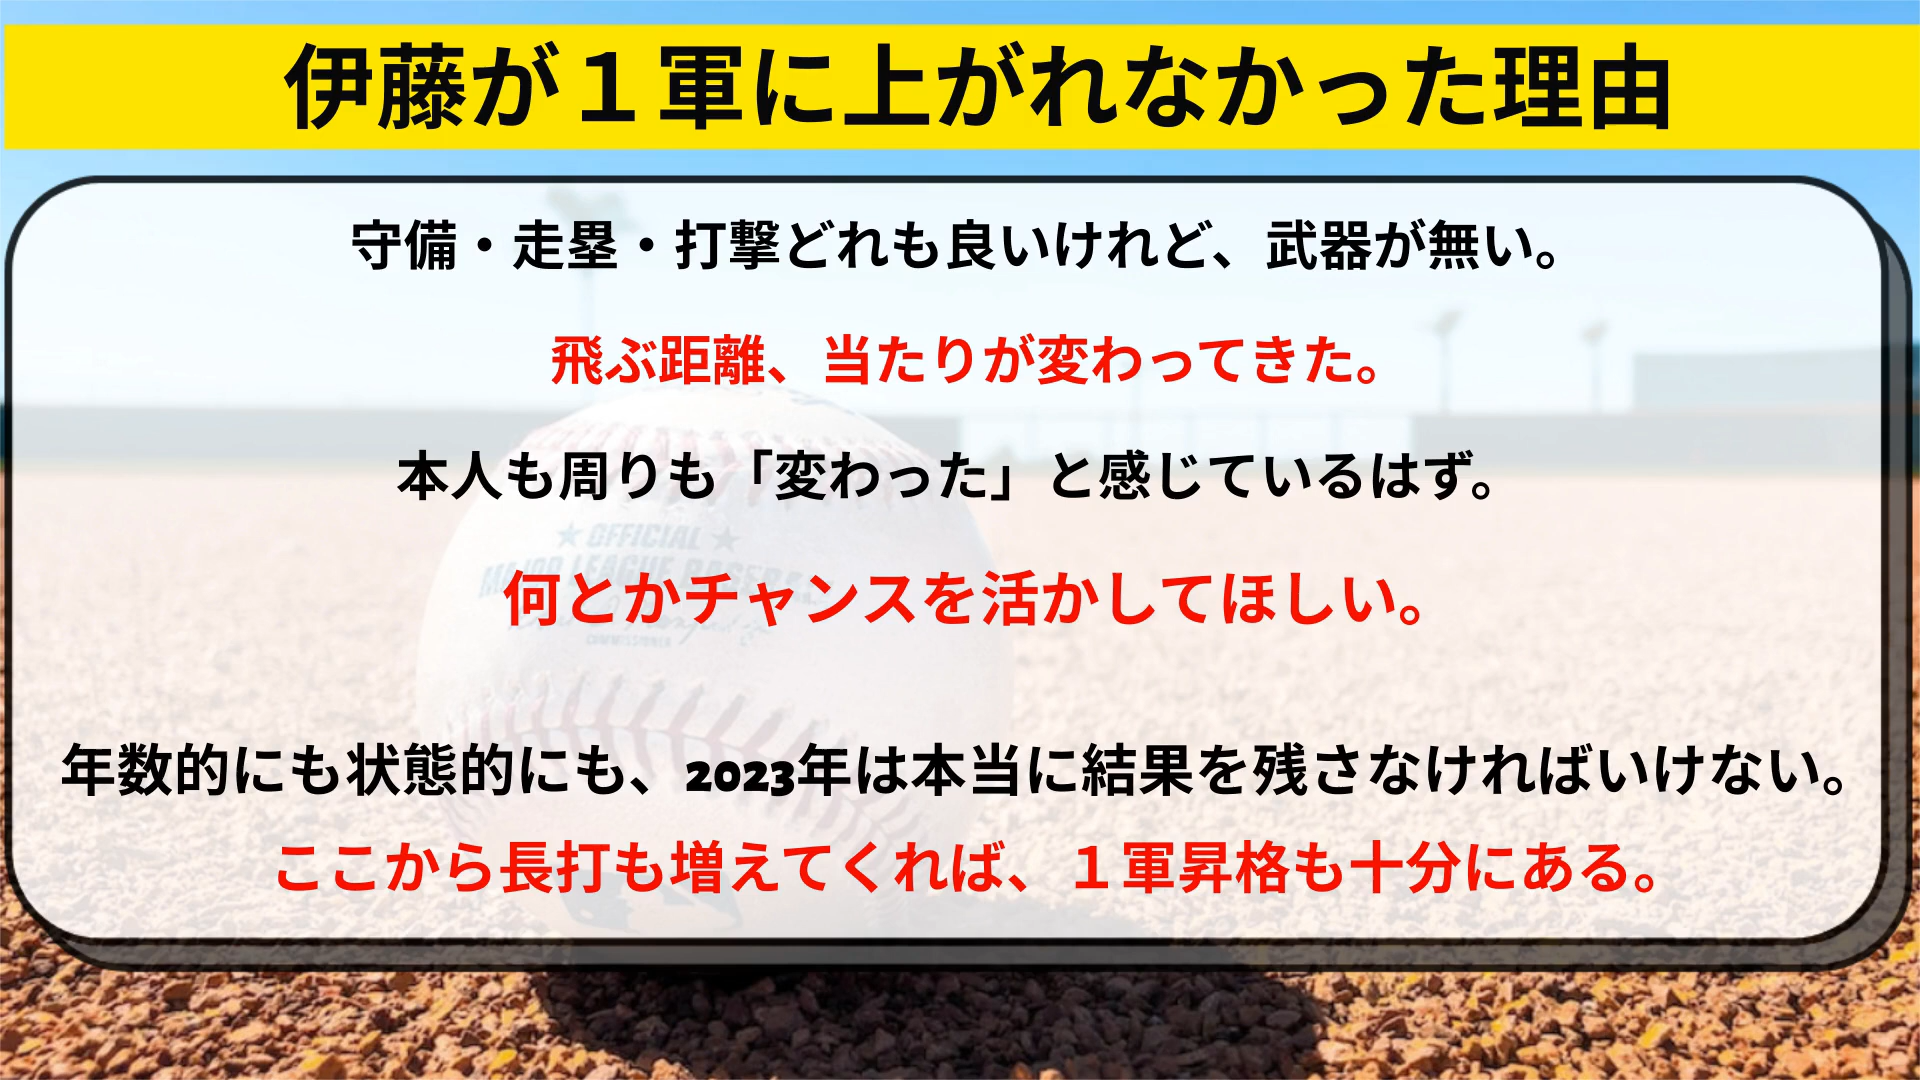 伊藤が１軍に上がれなかった理由
守備・走塁・打撃どれも良いけれど、武器が無い。
飛ぶ距離、当たりが変わってきた。
本人も周りも「変わった」と感じているはず。
★ OFFICIAL ★
MAJOR LEAGUE BASEBALL
何とかチャンスを活かしてほしい。
COMMISSIONER
年数的にも状態的にも、2023年は本当に結果を残さなければいけない。
ここから長打も増えてくれば、１軍昇格も十分にある。